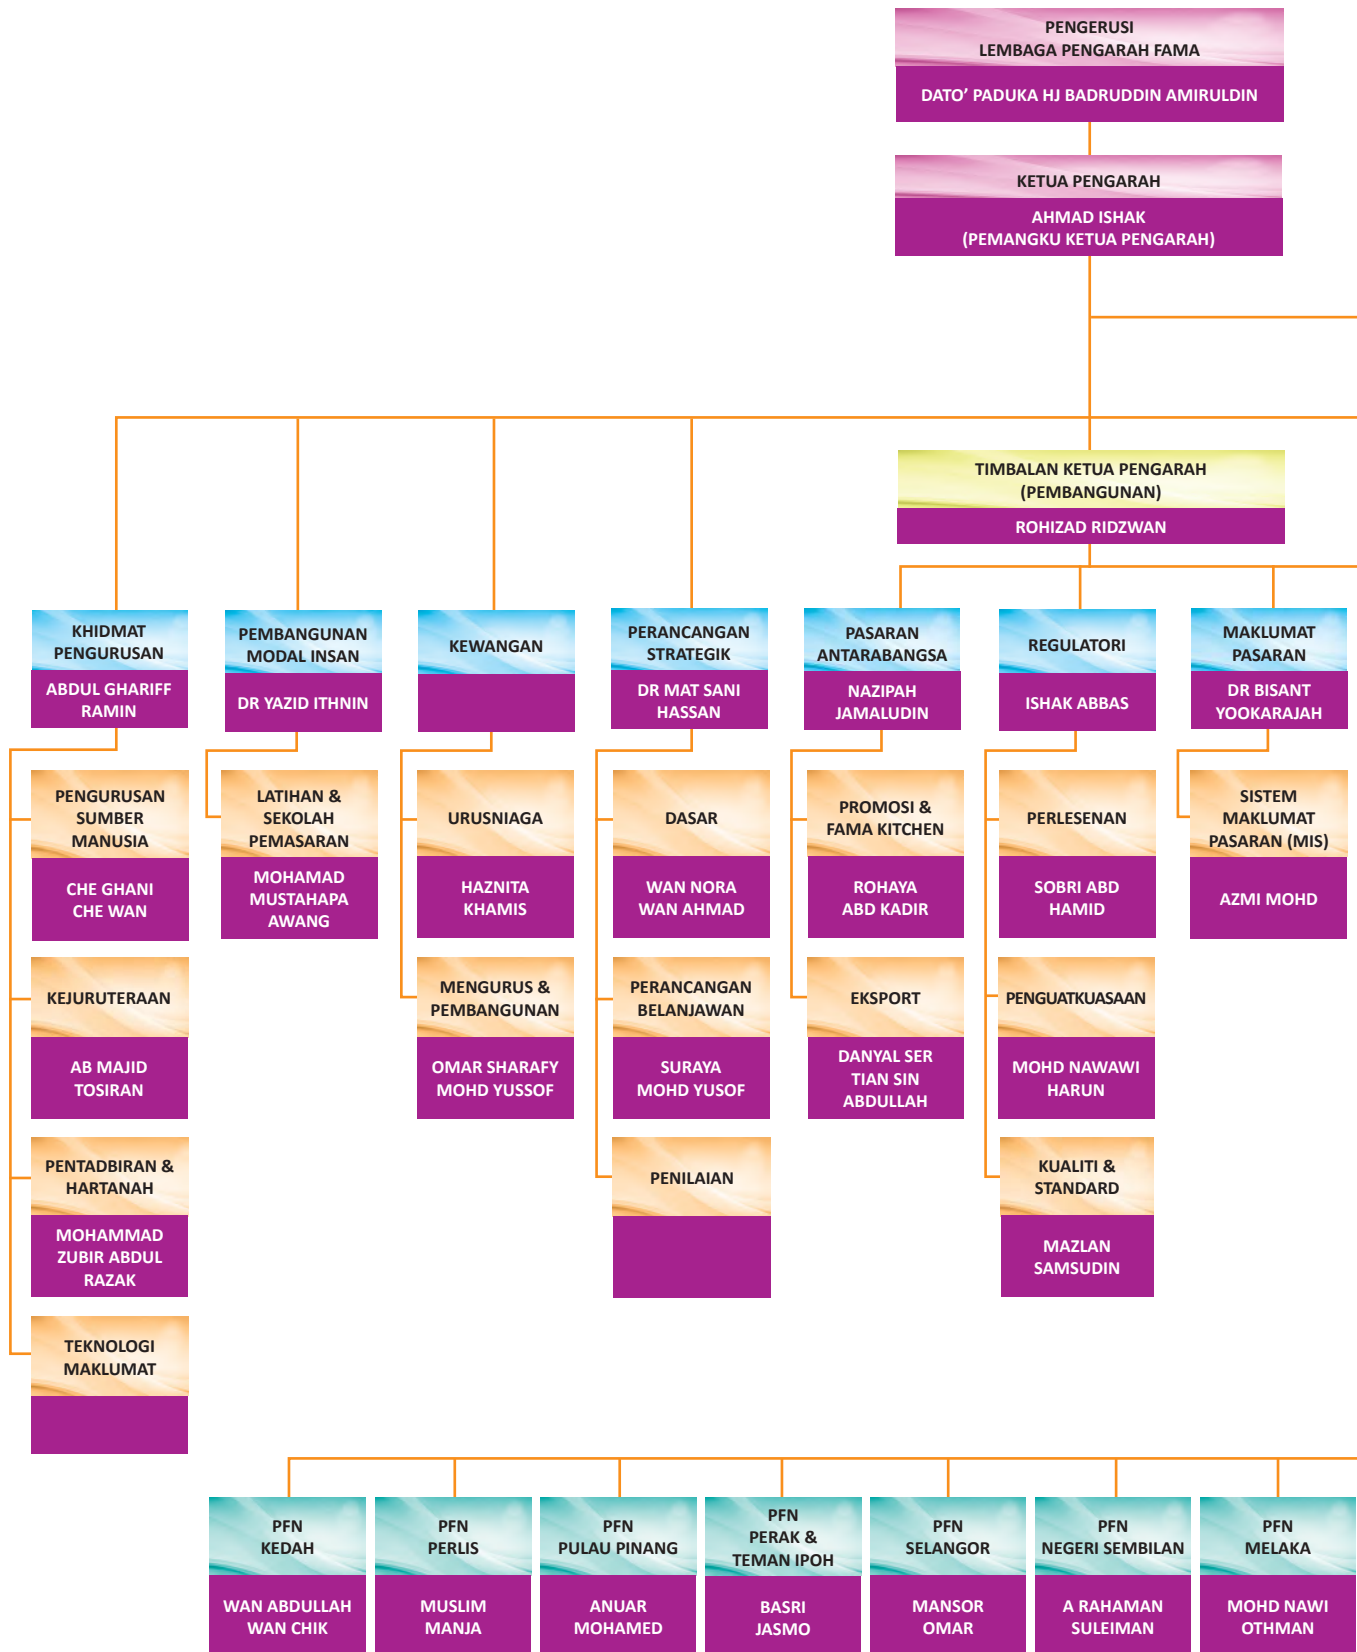 PENGERUSI
LEMBAGA PENGARAH FAMA
DATO’ PADUKA HJ BADRUDDIN AMIRULDIN
KETUA PENGARAH
AHMAD ISHAK
(PEMANGKU KETUA PENGARAH)
TIMBALAN KETUA PENGARAH
(PEMBANGUNAN)
ROHIZAD RIDZWAN
KHIDMAT
PENGURUSAN
ABDUL GHARIFF
RAMIN
PENGURUSAN
SUMBER
MANUSIA
CHE GHANI
CHE WAN
KEJURUTERAAN
AB MAJID
TOSIRAN
PENTADBIRAN &
HARTANAH
MOHAMMAD
ZUBIR ABDUL
RAZAK
TEKNOLOGI
MAKLUMAT
PEMBANGUNAN
MODAL INSAN
DR YAZID ITHNIN
LATIHAN &
SEKOLAH
PEMASARAN
MOHAMAD
MUSTAHAPA
AWANG
KEWANGAN
URUSNIAGA
HAZNITA
KHAMIS
MENGURUS &
PEMBANGUNAN
OMAR SHARAFY
MOHD YUSSOF
PERANCANGAN
STRATEGIK
DR MAT SANI
HASSAN
DASAR
WAN NORA
WAN AHMAD
PERANCANGAN
BELANJAWAN
SURAYA
MOHD YUSOF
PENILAIAN
PASARAN
ANTARABANGSA
NAZIPAH
JAMALUDIN
PROMOSI &
FAMA KITCHEN
ROHAYA
ABD KADIR
EKSPORT
DANYAL SER
TIAN SIN
ABDULLAH
REGULATORI
ISHAK ABBAS
PERLESENAN
SOBRI ABD
HAMID
PENGUATKUASAAN
MOHD NAWAWI
HARUN
KUALITI &
STANDARD
MAZLAN
SAMSUDIN
MAKLUMAT
PASARAN
DR BISANT
YOOKARAJAH
SISTEM
MAKLUMAT
PASARAN (MIS)
AZMI MOHD
PFN
KEDAH
WAN ABDULLAH
WAN CHIK
PFN
PERLIS
MUSLIM
MANJA
PFN
PULAU PINANG
ANUAR
MOHAMED
PFN
PERAK &
TEMAN IPOH
BASRI
JASMO
PFN
SELANGOR
MANSOR
OMAR
PFN
NEGERI SEMBILAN
A RAHAMAN
SULEIMAN
PFN
MELAKA
MOHD NAWI
OTHMAN